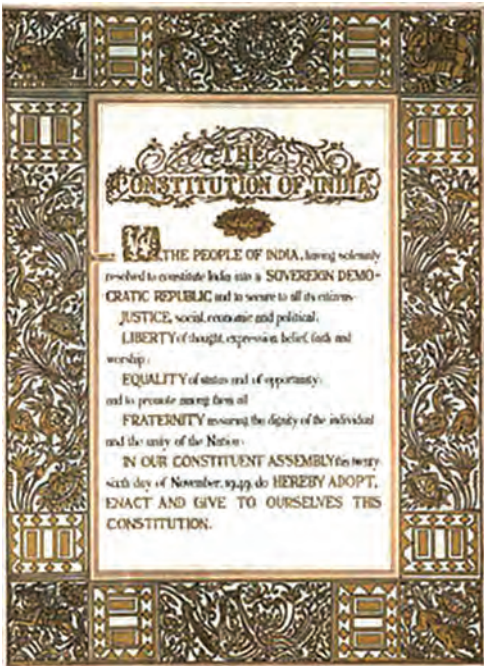 THE
CONSTITUTION OF INDIA
WE, THE PEOPLE OF INDIA, having solemnly
resolved to constitute India into a SOVEREIGN DEMO-
CRATIC REPUBLIC and to secure to all its citizens:
JUSTICE, social, economic and political;
LIBERTY of thought, expression, belief, faith and
worship;
EQUALITY of status and of opportunity;
and to promote among them all
FRATERNITY assuring the dignity of the individual
and the unity of the Nation;
IN OUR CONSTITUENT ASSEMBLY this twenty-
sixth day of November, 1949, do HEREBY ADOPT,
ENACT AND GIVE TO OURSELVES THIS
CONSTITUTION.